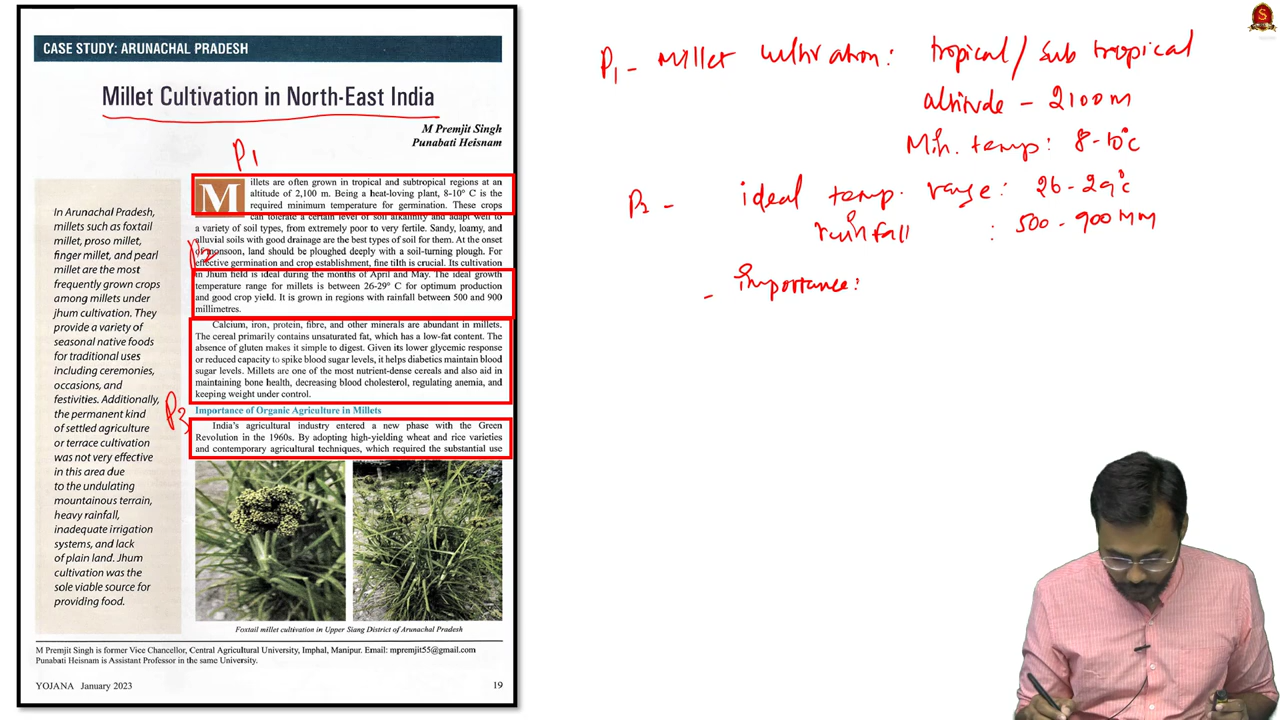 CASE STUDY: ARUNACHAL PRADESH
Millet Cultivation in North-East India
M Premjit Singh
Punabati Heisnam
P1
In Arunachal Pradesh,
millets such as foxtail
millet, proso millet,
finger millet, and pearl
millet are the most
frequently grown crops
among millets under
jhum cultivation. They
provide a variety of
seasonal native foods
for traditional uses
including ceremonies,
occasions, and
festivities. Additionally,
the permanent kind
of settled agriculture
or terrace cultivation
was not very effective
in this area due
to the undulating
mountainous terrain,
heavy rainfall,
inadequate irrigation
systems, and lack
of plain land. Jhum
cultivation was the
sole viable source for
providing food.
Millets are often grown in tropical and subtropical regions at an
altitude of 2,100 m. Being a heat-loving plant, 8-10° C is the
required minimum temperature for germination. These crops
can tolerate a certain level of soil alkalinity and adapt well to
a variety of soil types, from extremely poor to very fertile. Sandy, loamy, and
alluvial soils with good drainage are the best types of soil for them. At the onset
of monsoon, land should be ploughed deeply with a soil-turning plough. For
effective germination and crop establishment, fine tilth is crucial. Its cultivation
in Jhum field is ideal during the months of April and May. The ideal growth
temperature range for millets is between 26-29° C for optimum production
and good crop yield. It is grown in regions with rainfall between 500 and 900
millimetres.
P2
Calcium, iron, protein, fibre, and other minerals are abundant in millets.
The cereal primarily contains unsaturated fat, which has a low-fat content. The
absence of gluten makes it simple to digest. Given its lower glycemic response
or reduced capacity to spike blood sugar levels, it helps diabetics maintain blood
sugar levels. Millets are one of the most nutrient-dense cereals and also aid in
maintaining bone health, decreasing blood cholesterol, regulating anemia, and
keeping weight under control.
P3
Importance of Organic Agriculture in Millets
India's agricultural industry entered a new phase with the Green
Revolution in the 1960s. By adopting high-yielding wheat and rice varieties
and contemporary agricultural techniques, which required the substantial use
Foxtail millet cultivation in Upper Siang District of Arunachal Pradesh
M Premjit Singh is former Vice Chancellor, Central Agricultural University, Imphal, Manipur. Email: mpremjit55@gmail.com
Punabati Heisnam is Assistant Professor in the same University.
YOJANA January 2023 19
P1 - Millet cultivation: tropical/sub tropical
altitude - 2100 m
Min. temp: 8-10°C
P2 - ideal temp. range: 26-29°C
rainfall : 500-900 mm
- Importance: